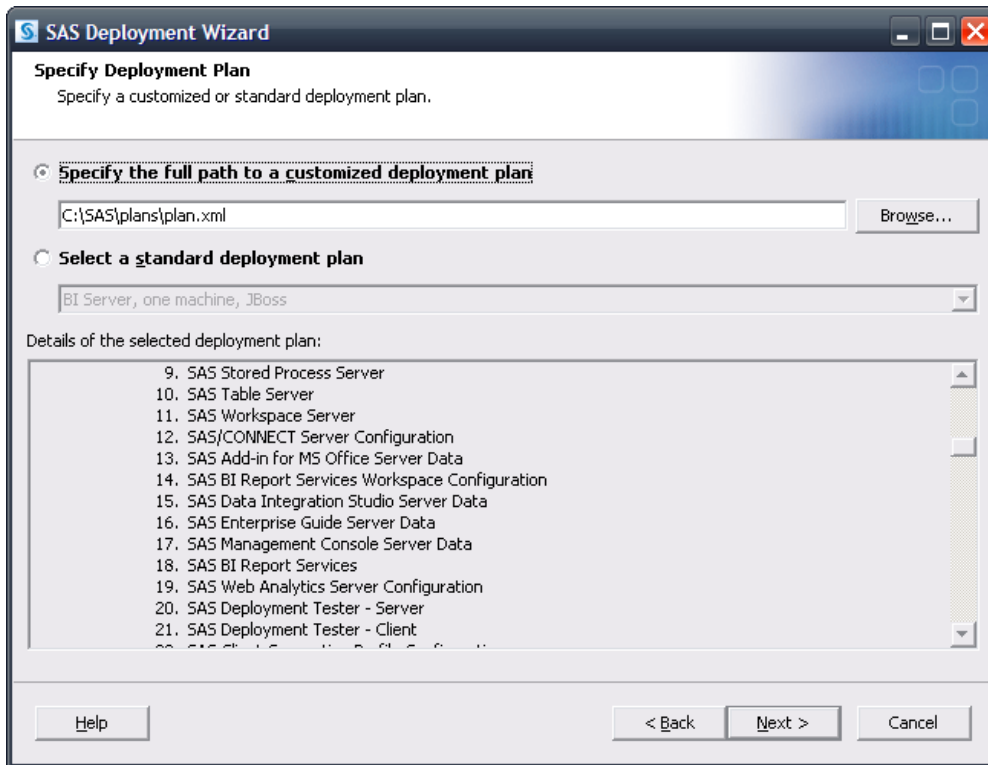 SAS Deployment Wizard
Specify Deployment Plan
Specify a customized or standard deployment plan.
Specify the full path to a customized deployment plan
C:\SAS\plans\plan.xml
Browse...
Select a standard deployment plan
BI Server, one machine, JBoss
Details of the selected deployment plan:
9. SAS Stored Process Server
10. SAS Table Server
11. SAS Workspace Server
12. SAS/CONNECT Server Configuration
13. SAS Add-in for MS Office Server Data
14. SAS BI Report Services Workspace Configuration
15. SAS Data Integration Studio Server Data
16. SAS Enterprise Guide Server Data
17. SAS Management Console Server Data
18. SAS BI Report Services
19. SAS Web Analytics Server Configuration
20. SAS Deployment Tester - Server
21. SAS Deployment Tester - Client
Help
< Back
Next >
Cancel